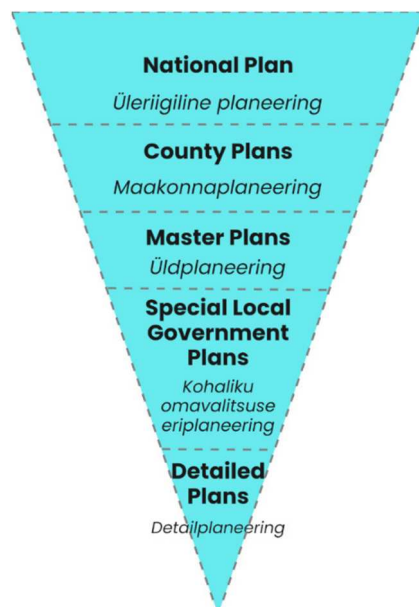 National Plan
Üleriigiline planeering
County Plans
Maakonnaplaneering
Master Plans
Üldplaneering
Special Local
Government
Plans
Kohaliku
omavalitsuse
eriplaneering
Detailed
Plans
Detailplaneering